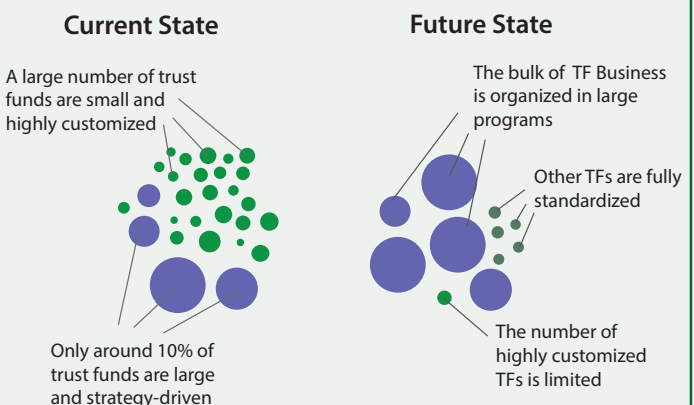 Current State
A large number of trust
funds are small and
highly customized
Only around 10% of
trust funds are large
and strategy-driven
Future State
The bulk of TF Business
is organized in large
programs
Other TFs are fully
standardized
The number of
highly customized
TFs is limited